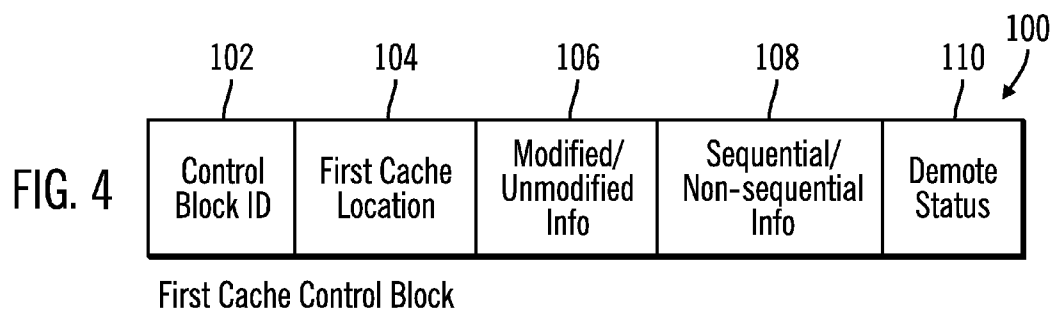 100
102 104 106 108 110
FIG. 4
Control Block ID
First Cache Location
Modified/ Unmodified Info
Sequential/ Non-sequential Info
Demote Status
First Cache Control Block